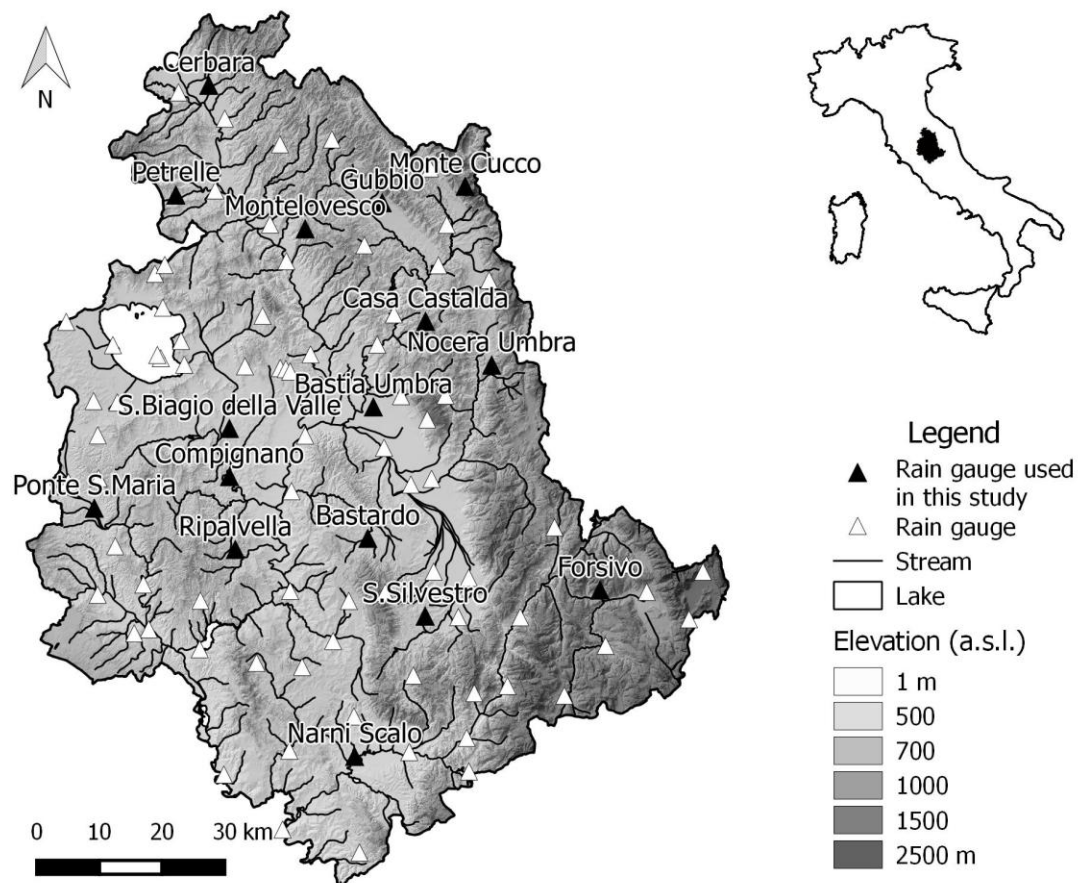 Cerbara
N
Monte Cucco
Petrelle
Gubbio
Montelovesco
Casa Castalda
Nocera Umbra
Bastia Umbra
S.Biagio della Valle
Compignano
Ponte S.Maria
Ripalvella
Bastardo
Forsivo
S.Silvestro
Narni Scalo
0 10 20 30 km
Legend
Rain gauge used
in this study
Rain gauge
Stream
Lake
Elevation (a.s.l.)
1 m
500
700
1000
1500
2500 m